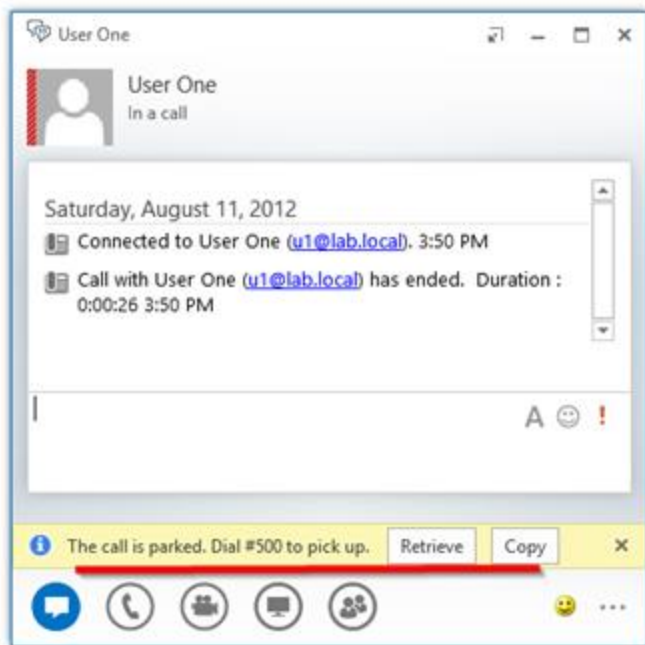 User One
User One
In a call
Saturday, August 11, 2012
Connected to User One (u1@lab.local). 3:50 PM
Call with User One (u1@lab.local) has ended. Duration :
0:00:26 3:50 PM
A !
The call is parked. Dial #500 to pick up. Retrieve Copy